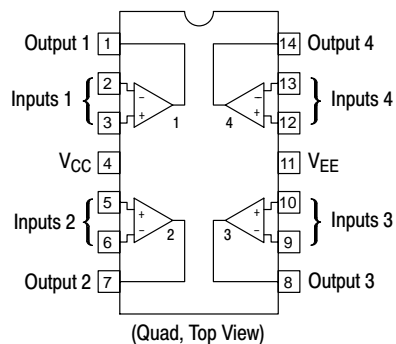 Output 1 1 14 Output 4
Inputs 1 { 2 − − 13 } Inputs 4
3 + 1 4 + 12
VCC 4 11 VEE
Inputs 2 { 5 + + 10 } Inputs 3
6 − 2 3 − 9
Output 2 7 8 Output 3
(Quad, Top View)